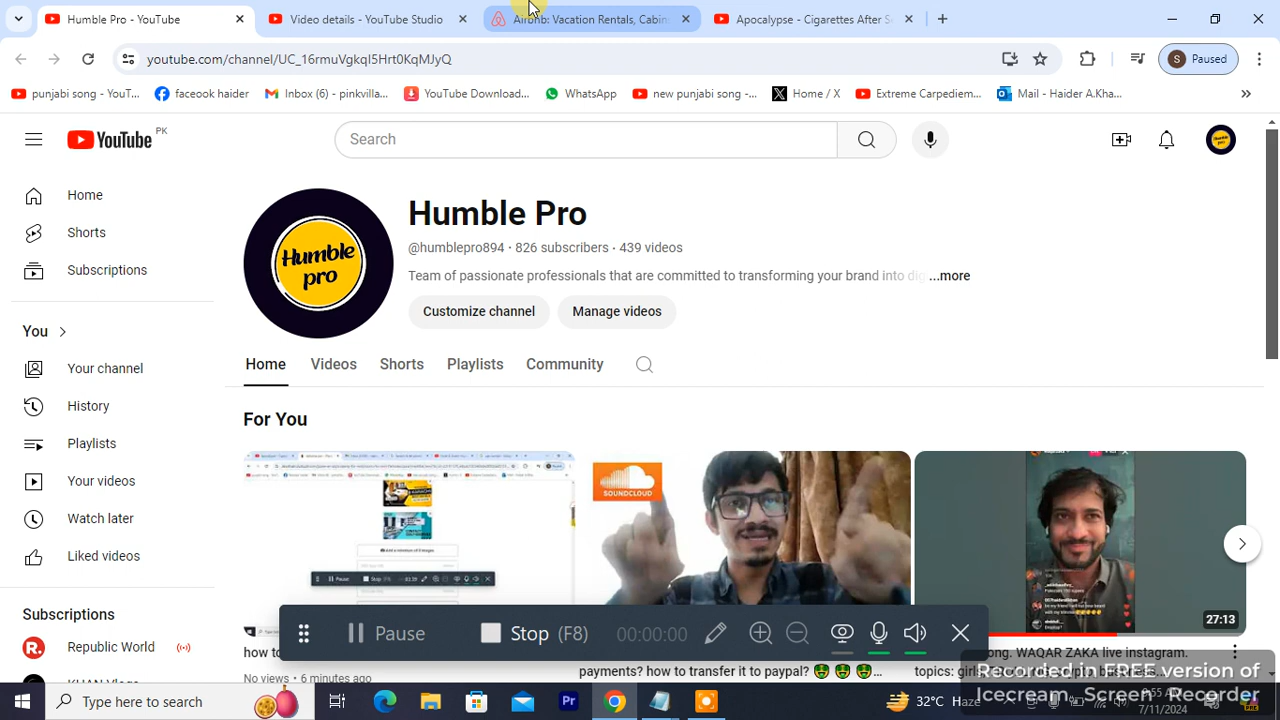 Humble Pro - YouTube
Video details - YouTube Studio
Airbnb: Vacation Rentals, Cabins
Apocalypse - Cigarettes After S
youtube.com/channel/UC_16rmuVgkqI5Hrt0KqMJyQ
S Paused
punjabi song - YouT...
faceook haider
Inbox (6) - pinkvilla...
YouTube Download...
WhatsApp
new punjabi song -...
Home / X
Extreme Carpediem...
Mail - Haider A.Kha...
YouTube PK
Search
Home
Shorts
Subscriptions
You
Your channel
History
Playlists
Your videos
Watch later
Liked videos
Subscriptions
Republic World
Humble
pro
Humble Pro
@humblepro894 · 826 subscribers · 439 videos
Team of passionate professionals that are committed to transforming your brand into dig ...more
Customize channel
Manage videos
Home Videos Shorts Playlists Community
For You
SOUNDCLOUD
27:13
Pause
Stop (F8)
00:00:00
how to
No views • 6 minutes ago
payments? how to transfer it to paypal? 🤑 🤑 🤑...
ong. WAQAR ZAKA live instagram.
Recorded in FREE version of
Icecream Screen Recorder
Type here to search
Pr
32°C Haze
7/11/2024